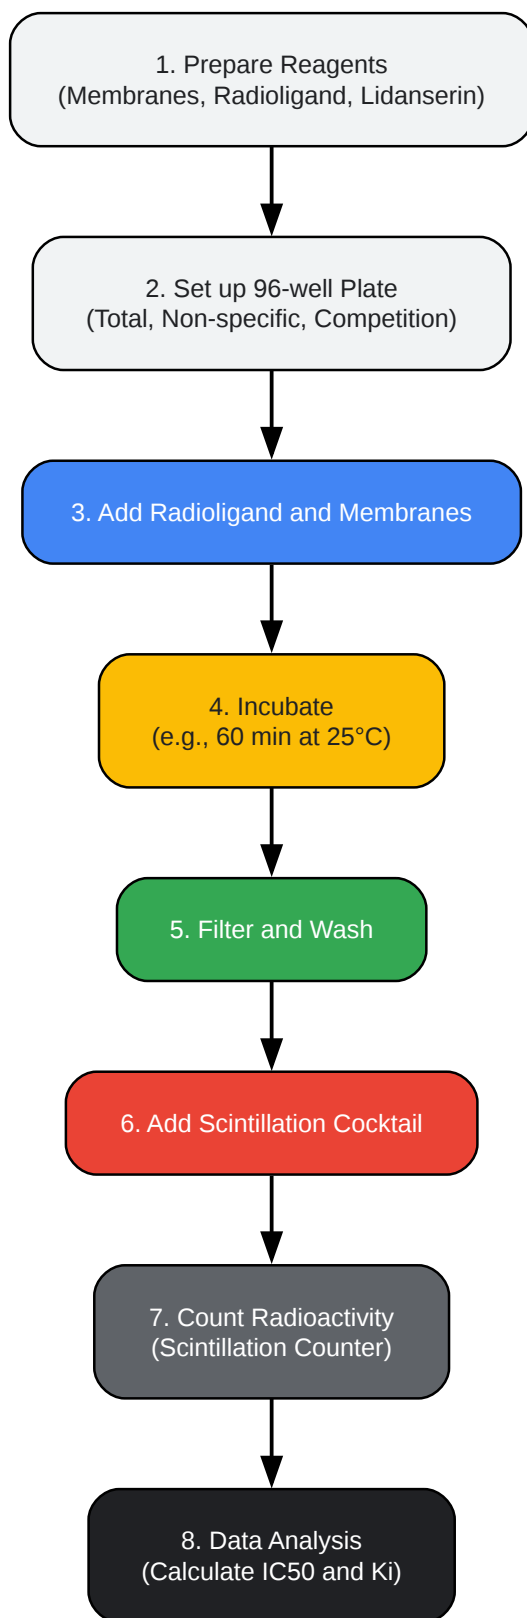 1. Prepare Reagents
(Membranes, Radioligand, Lidanserin)
2. Set up 96-well Plate
(Total, Non-specific, Competition)
3. Add Radioligand and Membranes
4. Incubate
(e.g., 60 min at 25°C)
5. Filter and Wash
6. Add Scintillation Cocktail
7. Count Radioactivity
(Scintillation Counter)
8. Data Analysis
(Calculate IC50 and Ki)